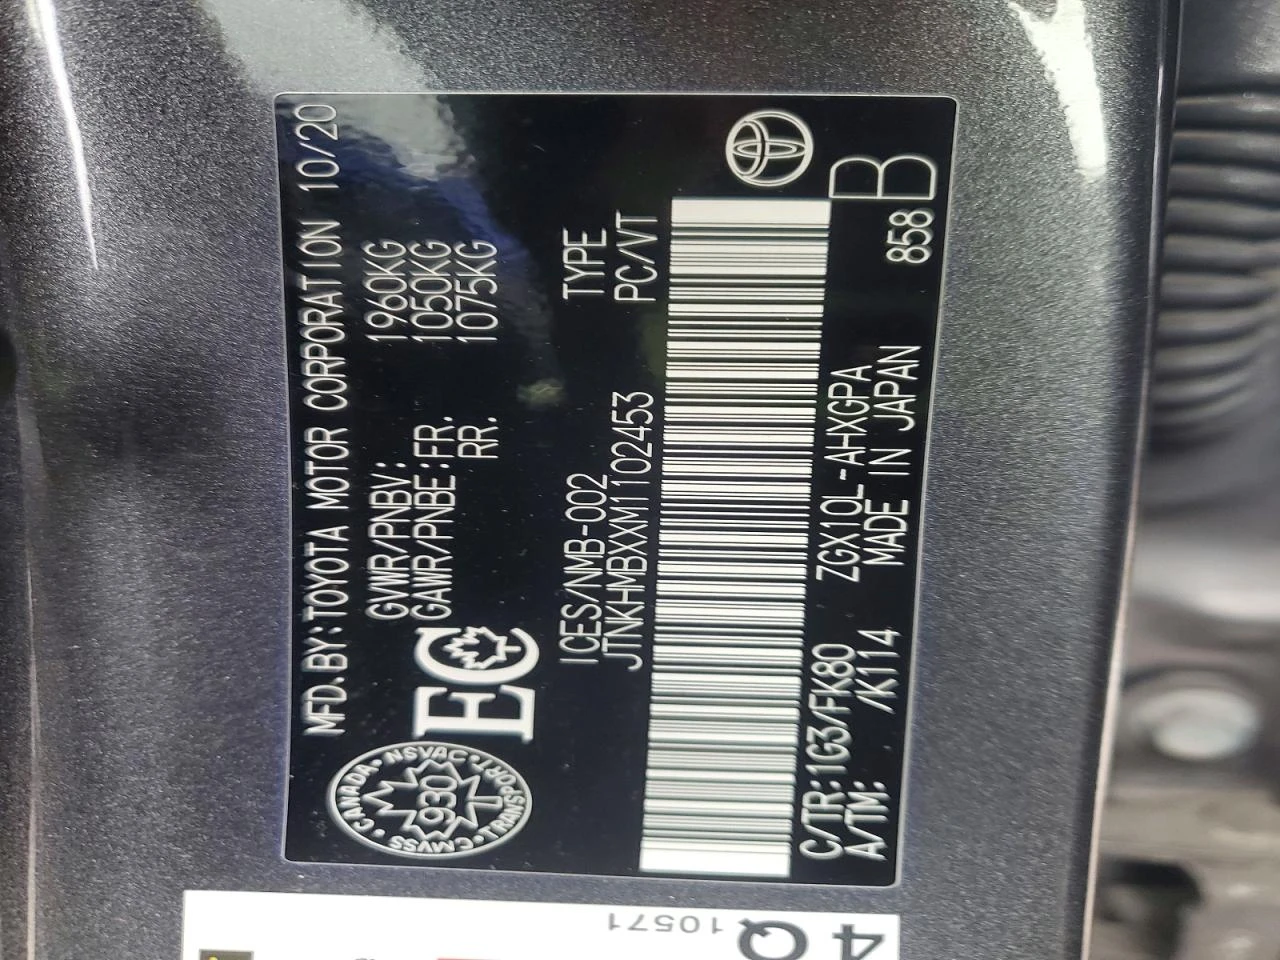 MFD.BY:TOYOTA MOTOR CORPORATION 10/20
GVWR/PNBV: 1960KG
GAWR/PNBE:FR: 1050KG
RR: 1075KG
CANADA • NSVAC • TRANSPORT • CMVSS
930
EC
ICES/NMB-002 TYPE
JTNKHMBXXM1102453 PC/VT
C/TR:1G3/FK80 ZGX10L-AHXGPA B
A/TM: /K114 MADE IN JAPAN 858
10571
4Q